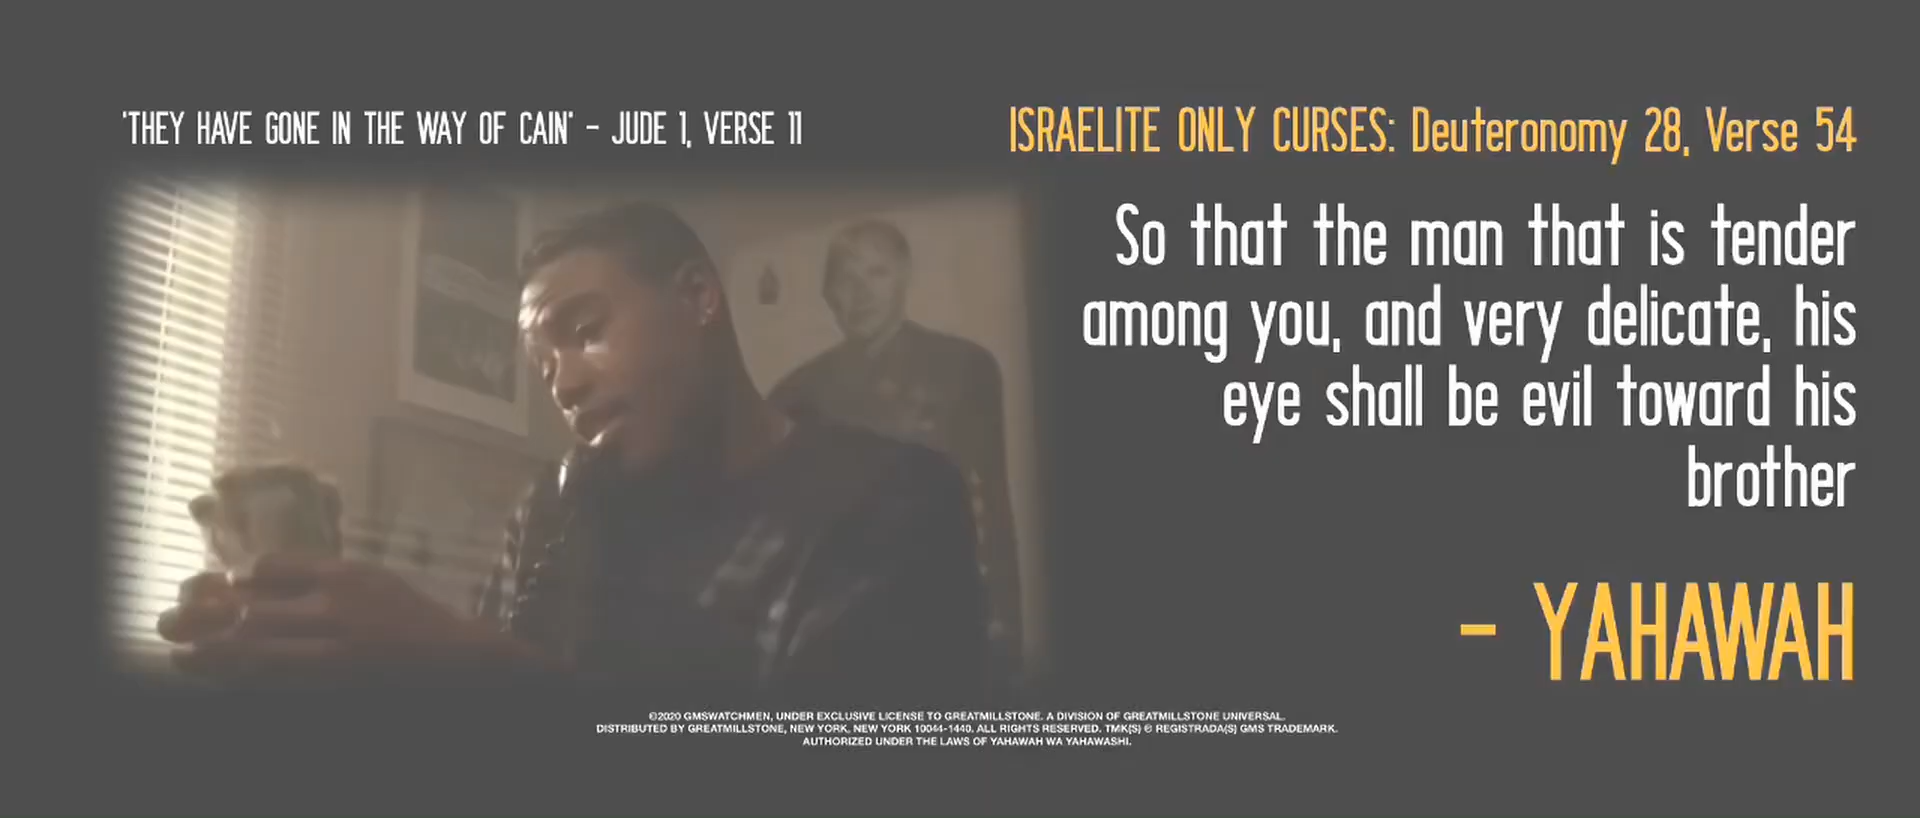 'THEY HAVE GONE IN THE WAY OF CAIN' - JUDE 1, VERSE 11
ISRAELITE ONLY CURSES: Deuteronomy 28, Verse 54
So that the man that is tender
among you, and very delicate, his
eye shall be evil toward his
brother
- YAHAWAH
©2020 GMSWATCHMEN, UNDER EXCLUSIVE LICENSE TO GREATMILLSTONE. A DIVISION OF GREATMILLSTONE UNIVERSAL.
DISTRIBUTED BY GREATMILLSTONE, NEW YORK, NEW YORK 10044-1440. ALL RIGHTS RESERVED. TMK(S) ® REGISTRADA(S) GMS TRADEMARK.
AUTHORIZED UNDER THE LAWS OF YAHAWAH WA YAHAWASHI.